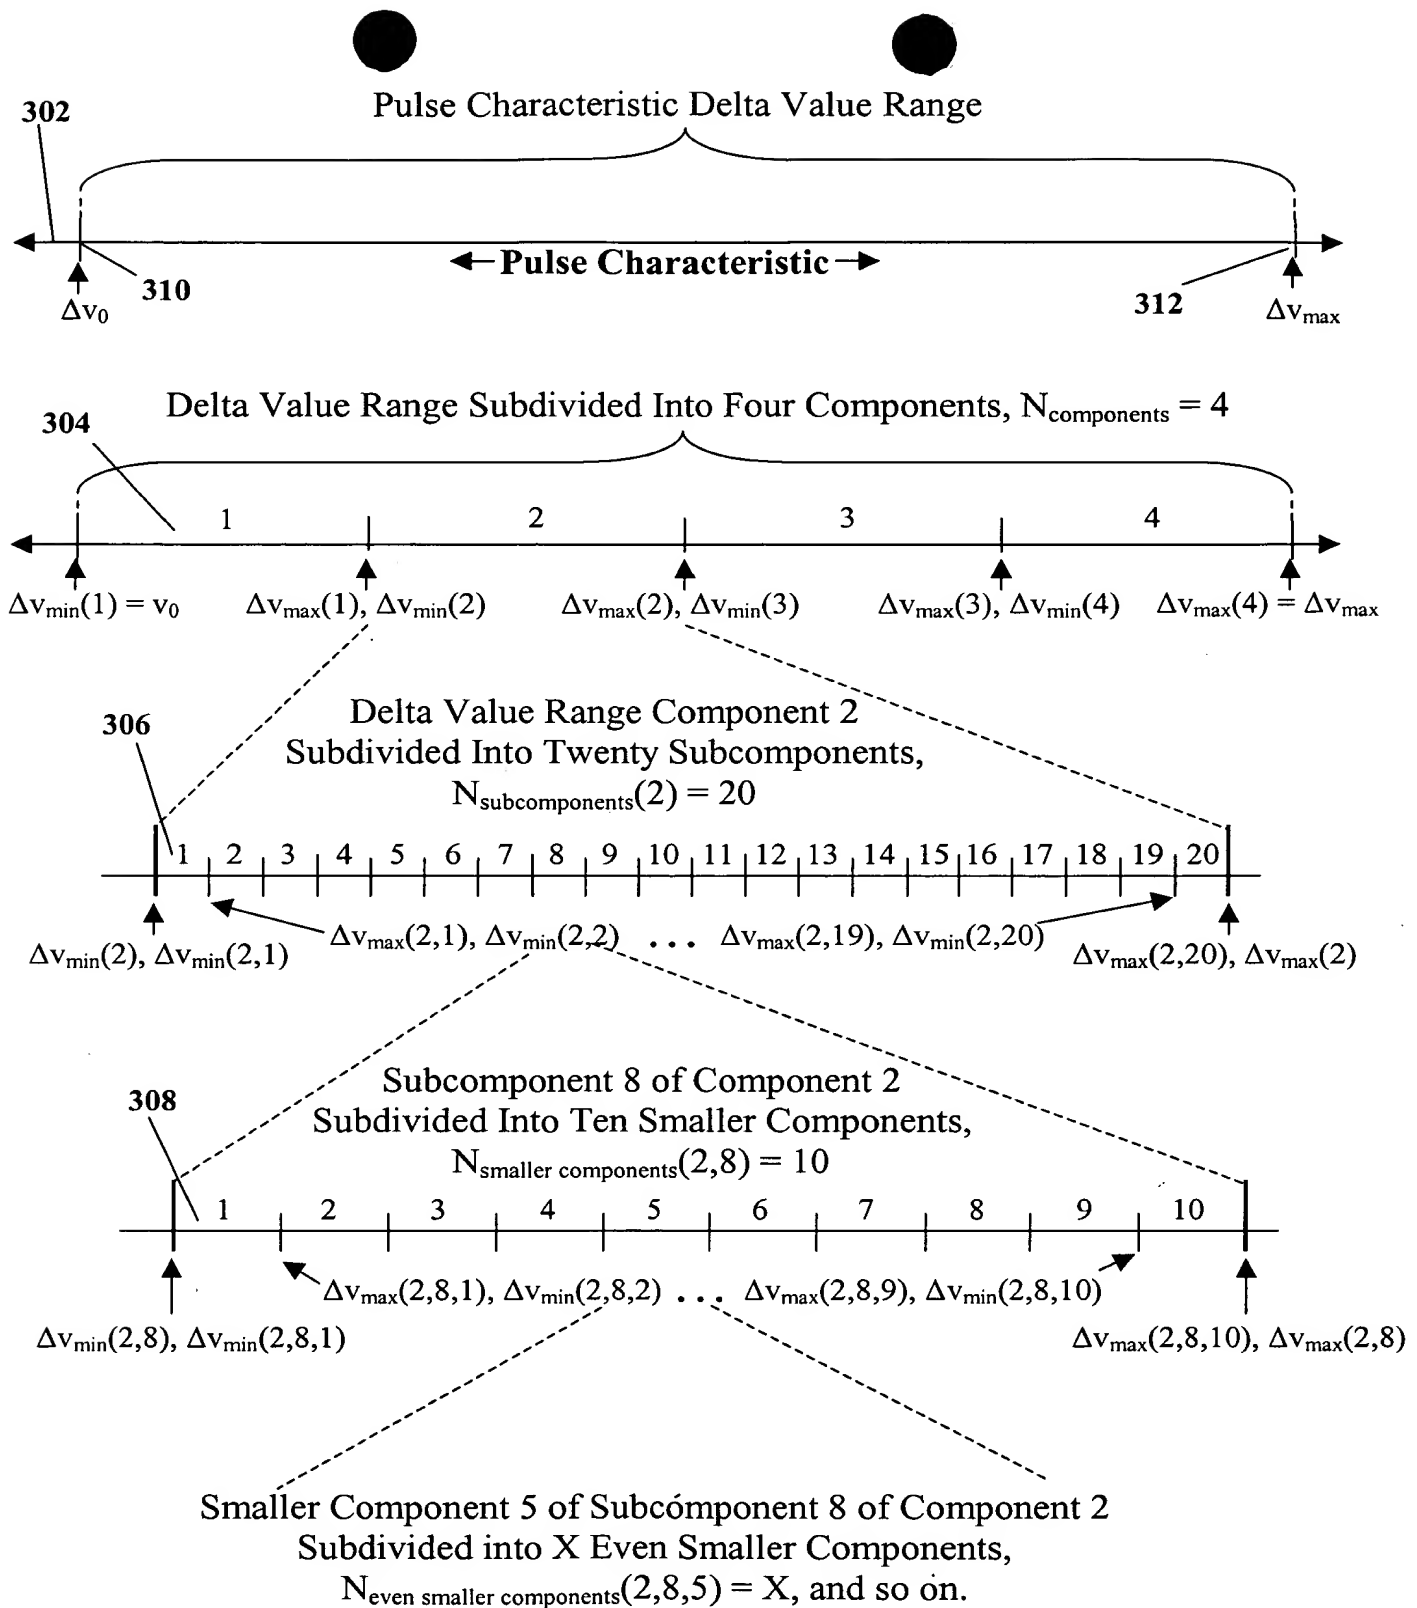 Pulse Characteristic Delta Value Range
302
←Pulse Characteristic→
310
312
Δv0
Δvmax
Delta Value Range Subdivided Into Four Components, Ncomponents = 4
304
1 2 3 4
Δvmin(1) = v0 Δvmax(1), Δvmin(2) Δvmax(2), Δvmin(3) Δvmax(3), Δvmin(4) Δvmax(4) = Δvmax
306
Delta Value Range Component 2
Subdivided Into Twenty Subcomponents,
Nsubcomponents(2) = 20
1 2 3 4 5 6 7 8 9 10 11 12 13 14 15 16 17 18 19 20
Δvmax(2,1), Δvmin(2,2) ... Δvmax(2,19), Δvmin(2,20)
Δvmin(2), Δvmin(2,1)
Δvmax(2,20), Δvmax(2)
308
Subcomponent 8 of Component 2
Subdivided Into Ten Smaller Components,
Nsmaller components(2,8) = 10
1 2 3 4 5 6 7 8 9 10
Δvmax(2,8,1), Δvmin(2,8,2) ... Δvmax(2,8,9), Δvmin(2,8,10)
Δvmin(2,8), Δvmin(2,8,1)
Δvmax(2,8,10), Δvmax(2,8)
Smaller Component 5 of Subcomponent 8 of Component 2
Subdivided into X Even Smaller Components,
Neven smaller components(2,8,5) = X, and so on.